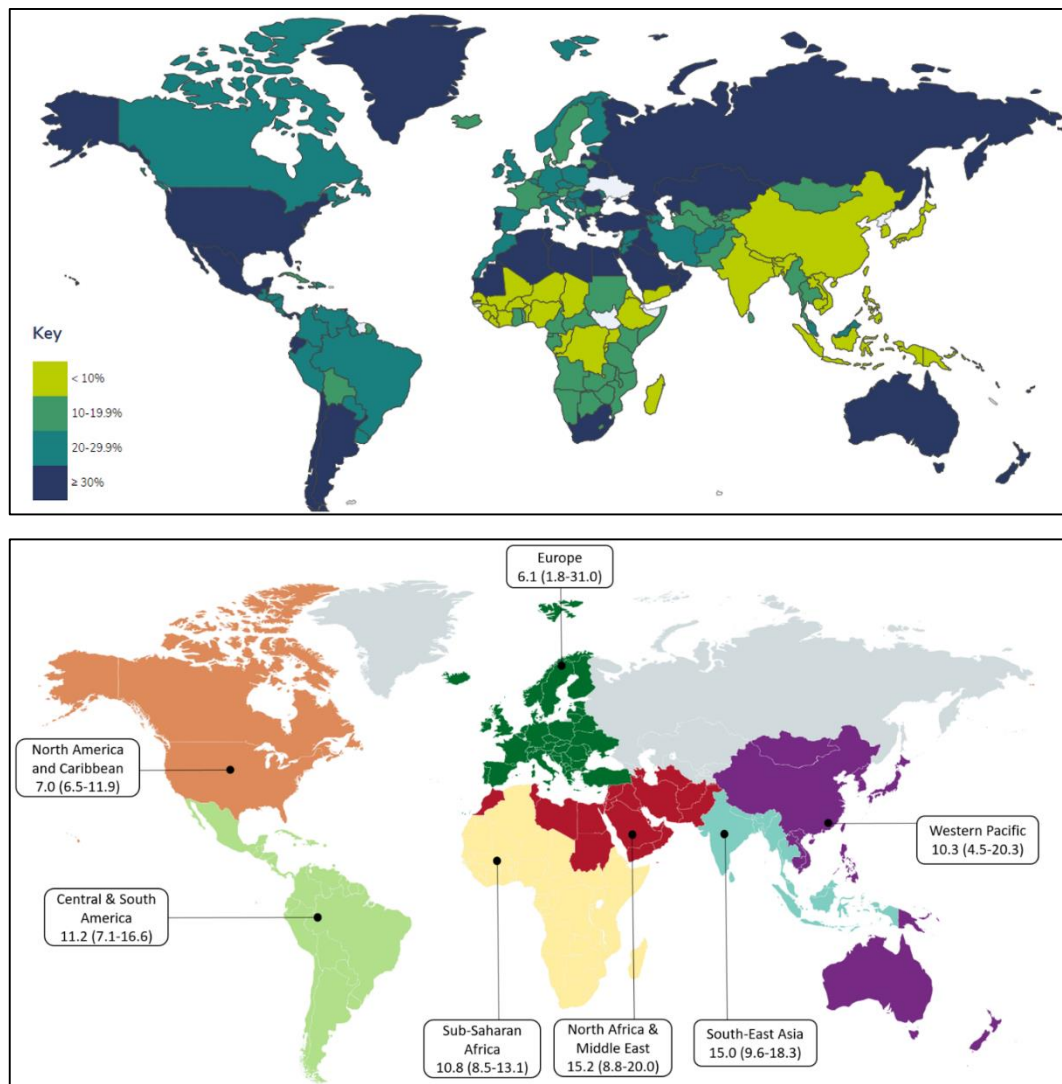 Key
< 10%
10-19.9%
20-29.9%
≥ 30%
Europe
6.1 (1.8-31.0)
North America
and Caribbean
7.0 (6.5-11.9)
Western Pacific
10.3 (4.5-20.3)
Central & South
America
11.2 (7.1-16.6)
Sub-Saharan
Africa
10.8 (8.5-13.1)
North Africa &
Middle East
15.2 (8.8-20.0)
South-East Asia
15.0 (9.6-18.3)